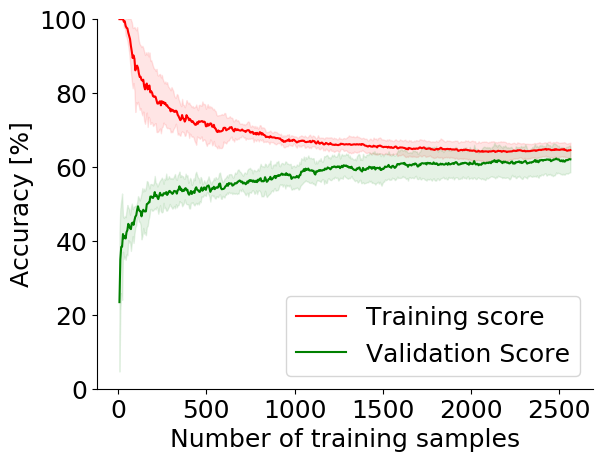 100
80
60
40
20
0
Accuracy [%]
Training score
Validation Score
0 500 1000 1500 2000 2500
Number of training samples